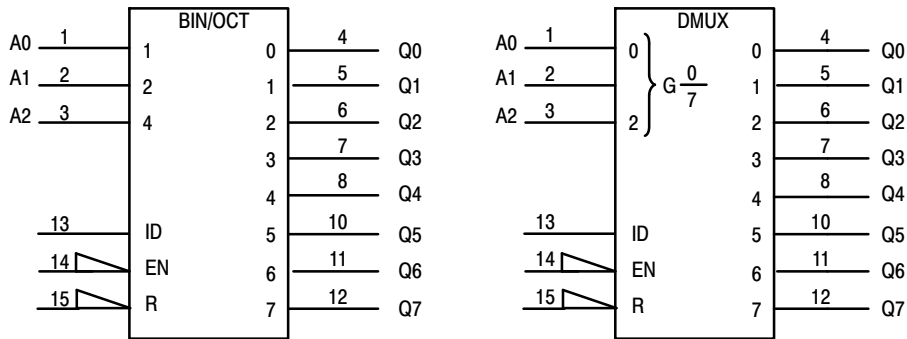 BIN/OCT
A0 1 1 0 4 Q0
A1 2 2 1 5 Q1
A2 3 4 2 6 Q2
3 7 Q3
4 8 Q4
13 ID 5 10 Q5
14 EN 6 11 Q6
15 R 7 12 Q7
DMUX
A0 1 0 0 4 Q0
A1 2 G 0/7 1 5 Q1
A2 3 2 2 6 Q2
3 7 Q3
4 8 Q4
13 ID 5 10 Q5
14 EN 6 11 Q6
15 R 7 12 Q7